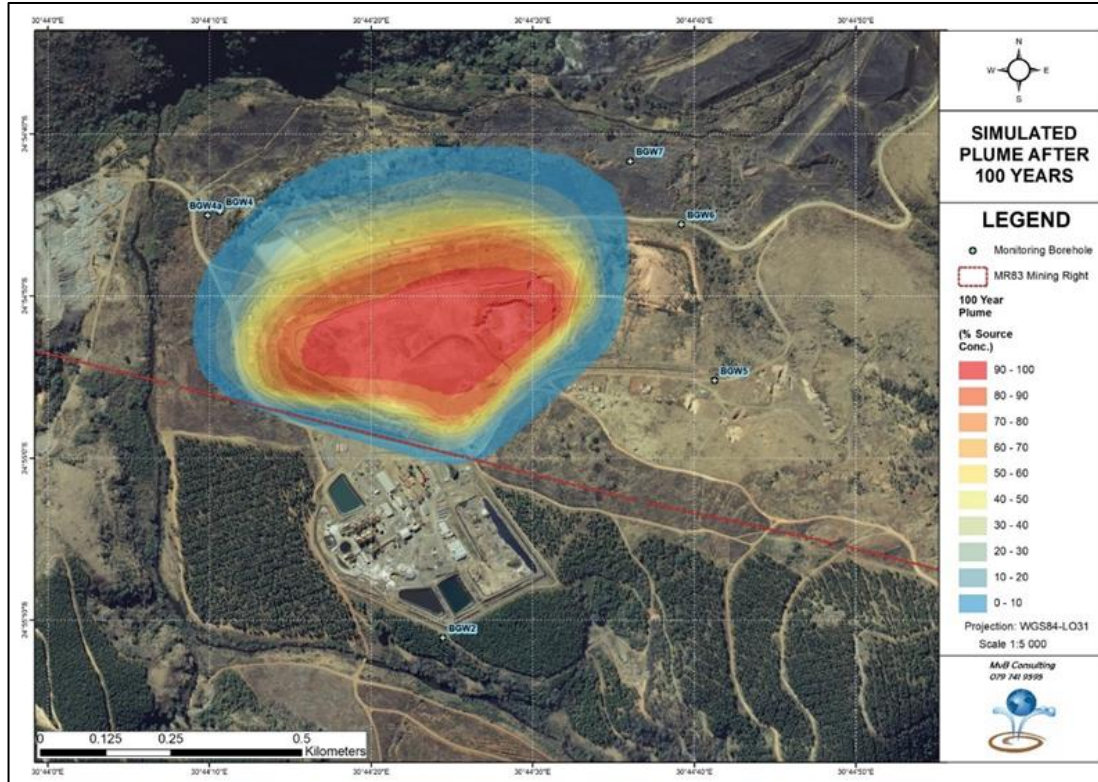 30°44'0"E
30°44'10"E
30°44'20"E
30°44'30"E
30°44'40"E
30°44'50"E
24°54'40"S
24°54'50"S
24°55'0"S
24°55'10"S
BGW7
BGW4a
BGW4
BGW6
BGW5
BGW2
0
0.125
0.25
0.5
Kilometers
30°44'0"E
30°44'10"E
30°44'20"E
30°44'30"E
30°44'40"E
30°44'50"E
N
W
E
S
SIMULATED
PLUME AFTER
100 YEARS
LEGEND
Monitoring Borehole
MR83 Mining Right
100 Year
Plume
(% Source
Conc.)
90 - 100
80 - 90
70 - 80
60 - 70
50 - 60
40 - 50
30 - 40
20 - 30
10 - 20
0 - 10
Projection: WGS84-LO31
Scale 1:5 000
MvB Consulting
079 741 9595